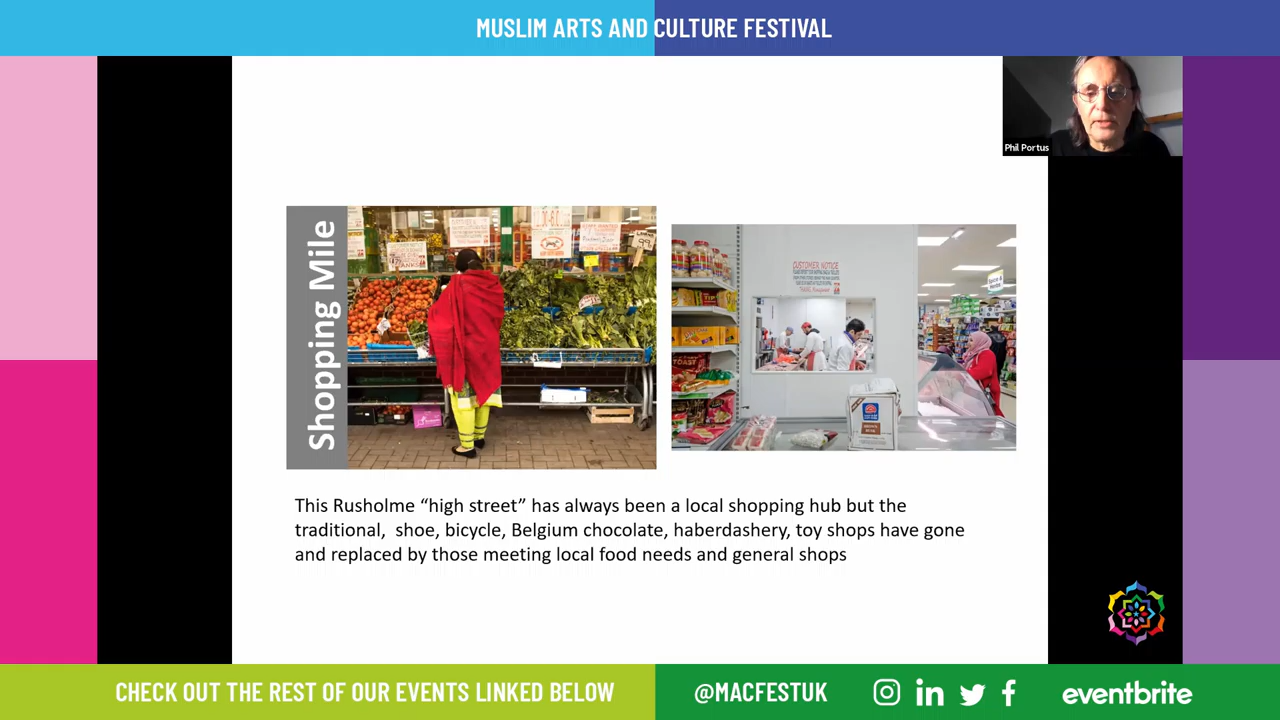 MUSLIM ARTS AND CULTURE FESTIVAL
Phil Portus
Shopping Mile
CUSTOMER NOTICE
TOAST
This Rusholme “high street” has always been a local shopping hub but the
traditional,  shoe, bicycle, Belgium chocolate, haberdashery, toy shops have gone
and replaced by those meeting local food needs and general shops
CHECK OUT THE REST OF OUR EVENTS LINKED BELOW
@MACFESTUK
eventbrite